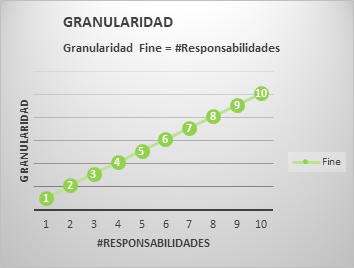 GRANULARIDAD
Granularidad Fine = #Responsabilidades
GRANULARIDAD
10
9
8
7
6
5
4
3
2
1
Fine
1 2 3 4 5 6 7 8 9 10
#RESPONSABILIDADES